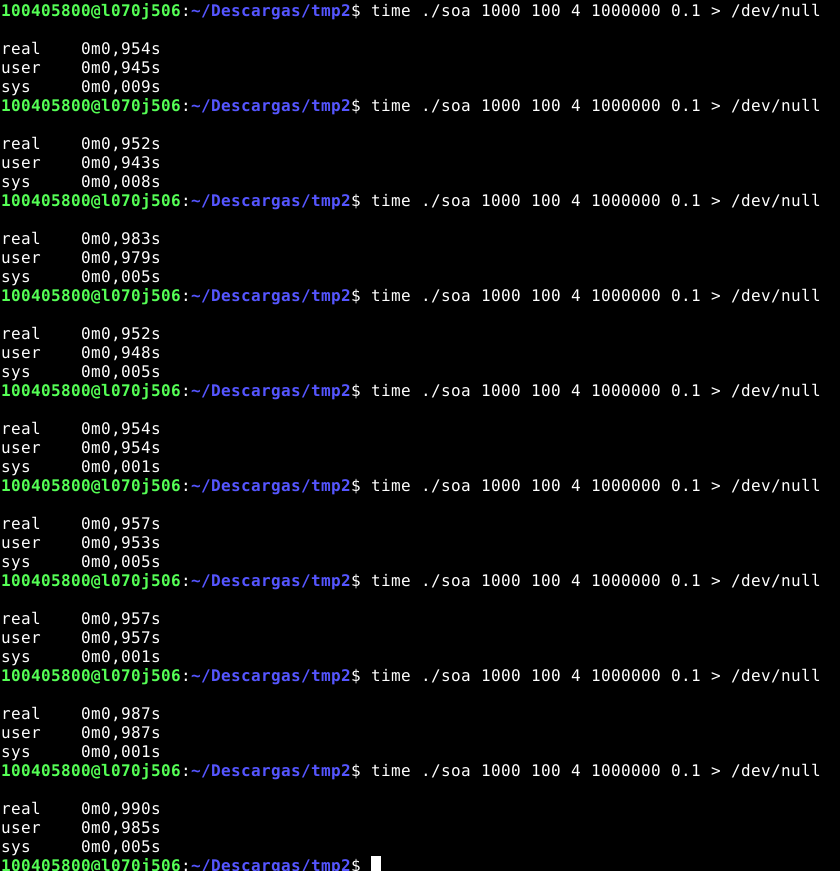 100405800@l070j506:~/Descargas/tmp2$ time ./soa 1000 100 4 1000000 0.1 > /dev/null
real 0m0,954s
user 0m0,945s
sys 0m0,009s
100405800@l070j506:~/Descargas/tmp2$ time ./soa 1000 100 4 1000000 0.1 > /dev/null
real 0m0,952s
user 0m0,943s
sys 0m0,008s
100405800@l070j506:~/Descargas/tmp2$ time ./soa 1000 100 4 1000000 0.1 > /dev/null
real 0m0,983s
user 0m0,979s
sys 0m0,005s
100405800@l070j506:~/Descargas/tmp2$ time ./soa 1000 100 4 1000000 0.1 > /dev/null
real 0m0,952s
user 0m0,948s
sys 0m0,005s
100405800@l070j506:~/Descargas/tmp2$ time ./soa 1000 100 4 1000000 0.1 > /dev/null
real 0m0,954s
user 0m0,954s
sys 0m0,001s
100405800@l070j506:~/Descargas/tmp2$ time ./soa 1000 100 4 1000000 0.1 > /dev/null
real 0m0,957s
user 0m0,953s
sys 0m0,005s
100405800@l070j506:~/Descargas/tmp2$ time ./soa 1000 100 4 1000000 0.1 > /dev/null
real 0m0,957s
user 0m0,957s
sys 0m0,001s
100405800@l070j506:~/Descargas/tmp2$ time ./soa 1000 100 4 1000000 0.1 > /dev/null
real 0m0,987s
user 0m0,987s
sys 0m0,001s
100405800@l070j506:~/Descargas/tmp2$ time ./soa 1000 100 4 1000000 0.1 > /dev/null
real 0m0,990s
user 0m0,985s
sys 0m0,005s
100405800@l070j506:~/Descargas/tmp2$